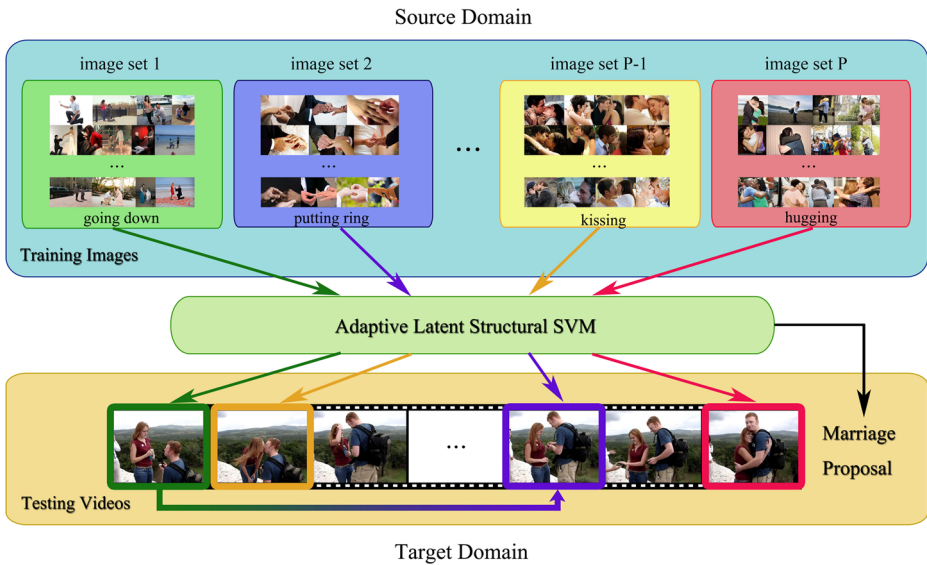 Source Domain
image set 1
image set 2
image set P-1
image set P
...
...
...
...
...
going down
putting ring
kissing
hugging
Training Images
Adaptive Latent Structural SVM
...
Marriage
Proposal
Testing Videos
Target Domain